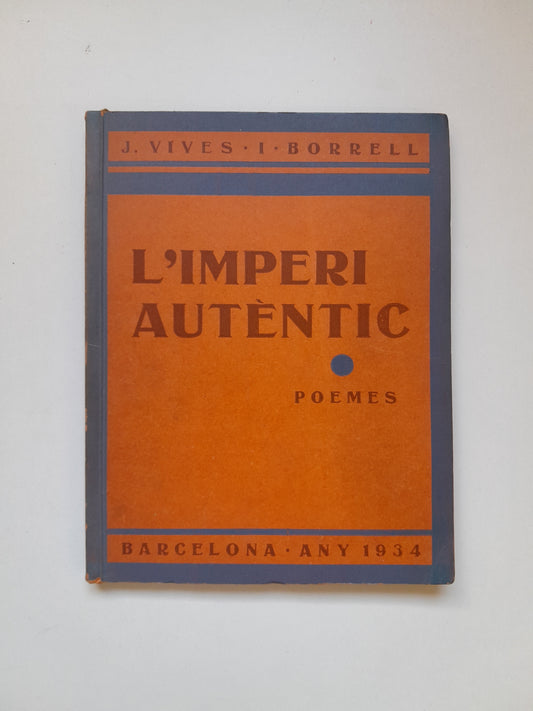 J. VIVES · I · BORRELL
L'IMPERI
AUTÈNTIC
POEMES
BARCELONA · ANY 1934